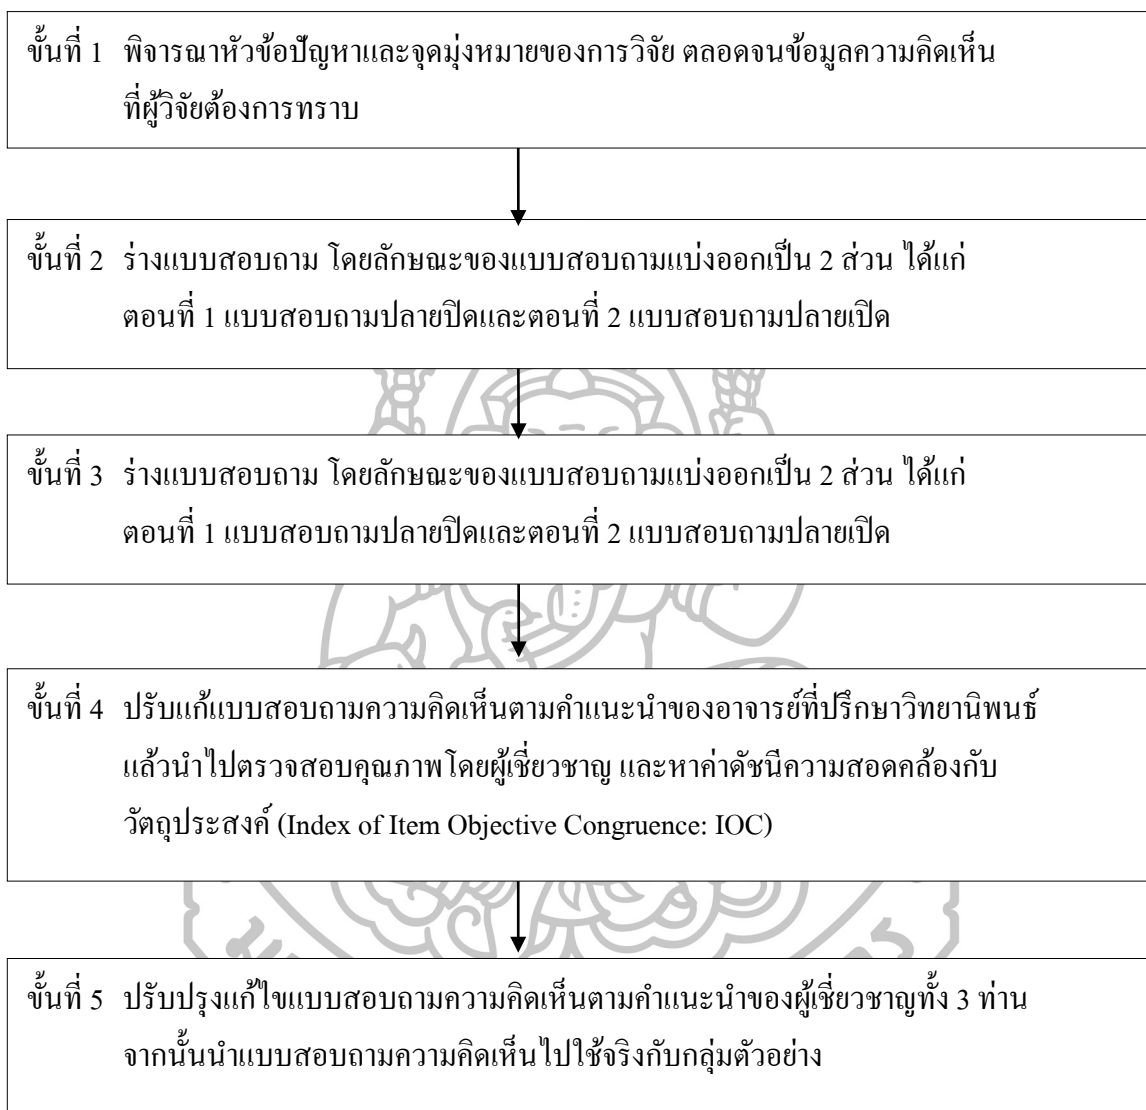 ขั้นที่ 1 พิจารณาหัวข้อปัญหาและจุดมุ่งหมายของการวิจัย ตลอดจนข้อมูลความคิดเห็น
ที่ผู้วิจัยต้องการทราบ
ขั้นที่ 2 ร่างแบบสอบถาม โดยลักษณะของแบบสอบถามแบ่งออกเป็น 2 ส่วน ได้แก่
ตอนที่ 1 แบบสอบถามปลายปิดและตอนที่ 2 แบบสอบถามปลายเปิด
ขั้นที่ 3 ร่างแบบสอบถาม โดยลักษณะของแบบสอบถามแบ่งออกเป็น 2 ส่วน ได้แก่
ตอนที่ 1 แบบสอบถามปลายปิดและตอนที่ 2 แบบสอบถามปลายเปิด
ขั้นที่ 4 ปรับแก้แบบสอบถามความคิดเห็นตามคำแนะนำของอาจารย์ที่ปรึกษาวิทยานิพนธ์
แล้วนำไปตรวจสอบคุณภาพโดยผู้เชี่ยวชาญ และหาค่าดัชนีความสอดคล้องกับ
วัตถุประสงค์ (Index of Item Objective Congruence: IOC)
ขั้นที่ 5 ปรับปรุงแก้ไขแบบสอบถามความคิดเห็นตามคำแนะนำของผู้เชี่ยวชาญทั้ง 3 ท่าน
จากนั้นนำแบบสอบถามความคิดเห็นไปใช้จริงกับกลุ่มตัวอย่าง